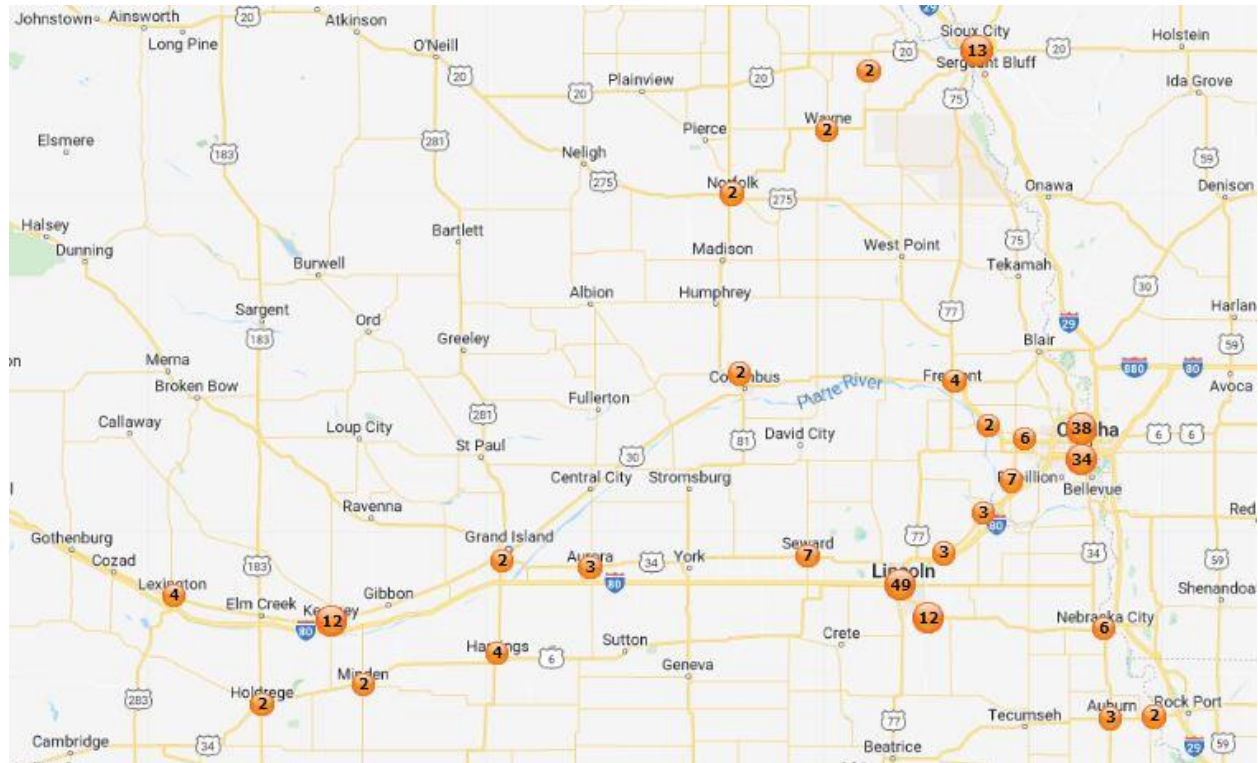 Johnstown
Ainsworth
20
Atkinson
29
Sioux City
Holstein
Long Pine
O'Neill
20
13
20
Sergeant Bluff
20
2
Plainview
20
20
75
Ida Grove
Elsmere
183
281
Pierce
Wayne
2
Neligh
59
275
Norfolk
2
275
Onawa
Denison
Halsey
Dunning
Bartlett
Madison
West Point
75
Burwell
Tekamah
30
Albion
Humphrey
Sargent
183
Ord
77
29
Harlan
Greeley
Blair
59
on
Merna
880
80
Broken Bow
Columbus
2
Fremont
4
Platte River
Avoca
Callaway
281
Fullerton
Loup City
81
David City
2
6
Omaha
38
6
6
St Paul
30
34
Central City
Stromsburg
7
Papillion
Bellevue
Ravenna
3
80
Red
Gothenburg
Grand Island
77
Cozad
183
2
Aurora
3
34
York
Seward
7
3
34
59
Lexington
4
80
Lincoln
49
Shenandoa
Elm Creek
Kearney
12
Gibbon
80
12
Nebraska City
6
Hastings
4
6
Sutton
Crete
Geneva
Minden
2
283
Holdrege
2
Auburn
3
2
Rock Port
Tecumseh
77
Cambridge
34
Beatrice
29
59